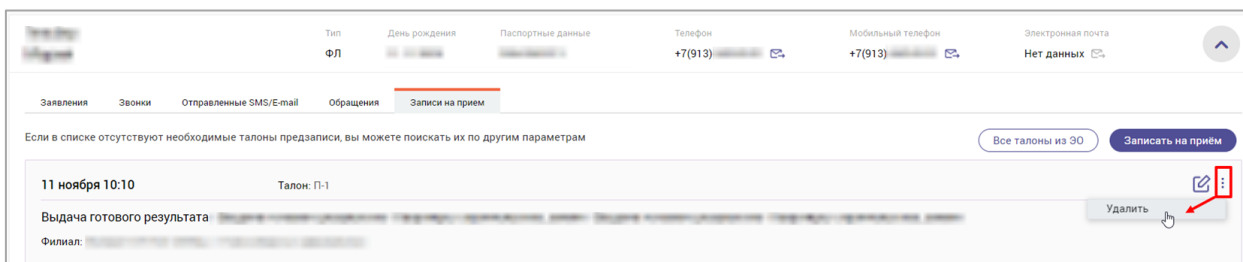 Тип День рождения Паспортные данные Телефон Мобильный телефон Электронная почта
ФЛ +7(913) +7(913) Нет данных
Заявления Звонки Отправленные SMS/E-mail Обращения Записи на прием
Если в списке отсутствуют необходимые талоны предзаписи, вы можете поискать их по другим параметрам
Все талоны из ЭО Записать на приём
11 ноября 10:10 Талон: П-1
Удалить
Выдача готового результата
Филиал: